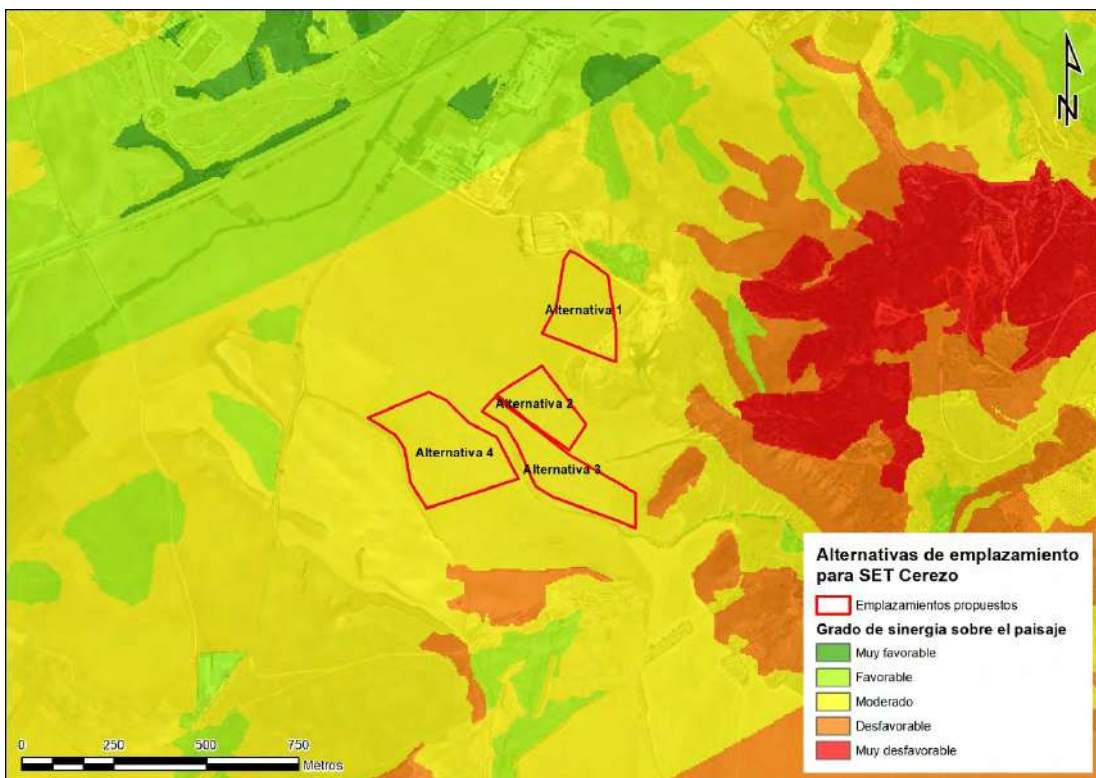 N
Alternativa 1
Alternativa 2
Alternativa 4
Alternativa 3
Alternativas de emplazamiento
para SET Cerezo
Emplazamientos propuestos
Grado de sinergia sobre el paisaje
Muy favorable
Favorable
Moderado
Desfavorable
Muy desfavorable
0 250 500 750
Metros